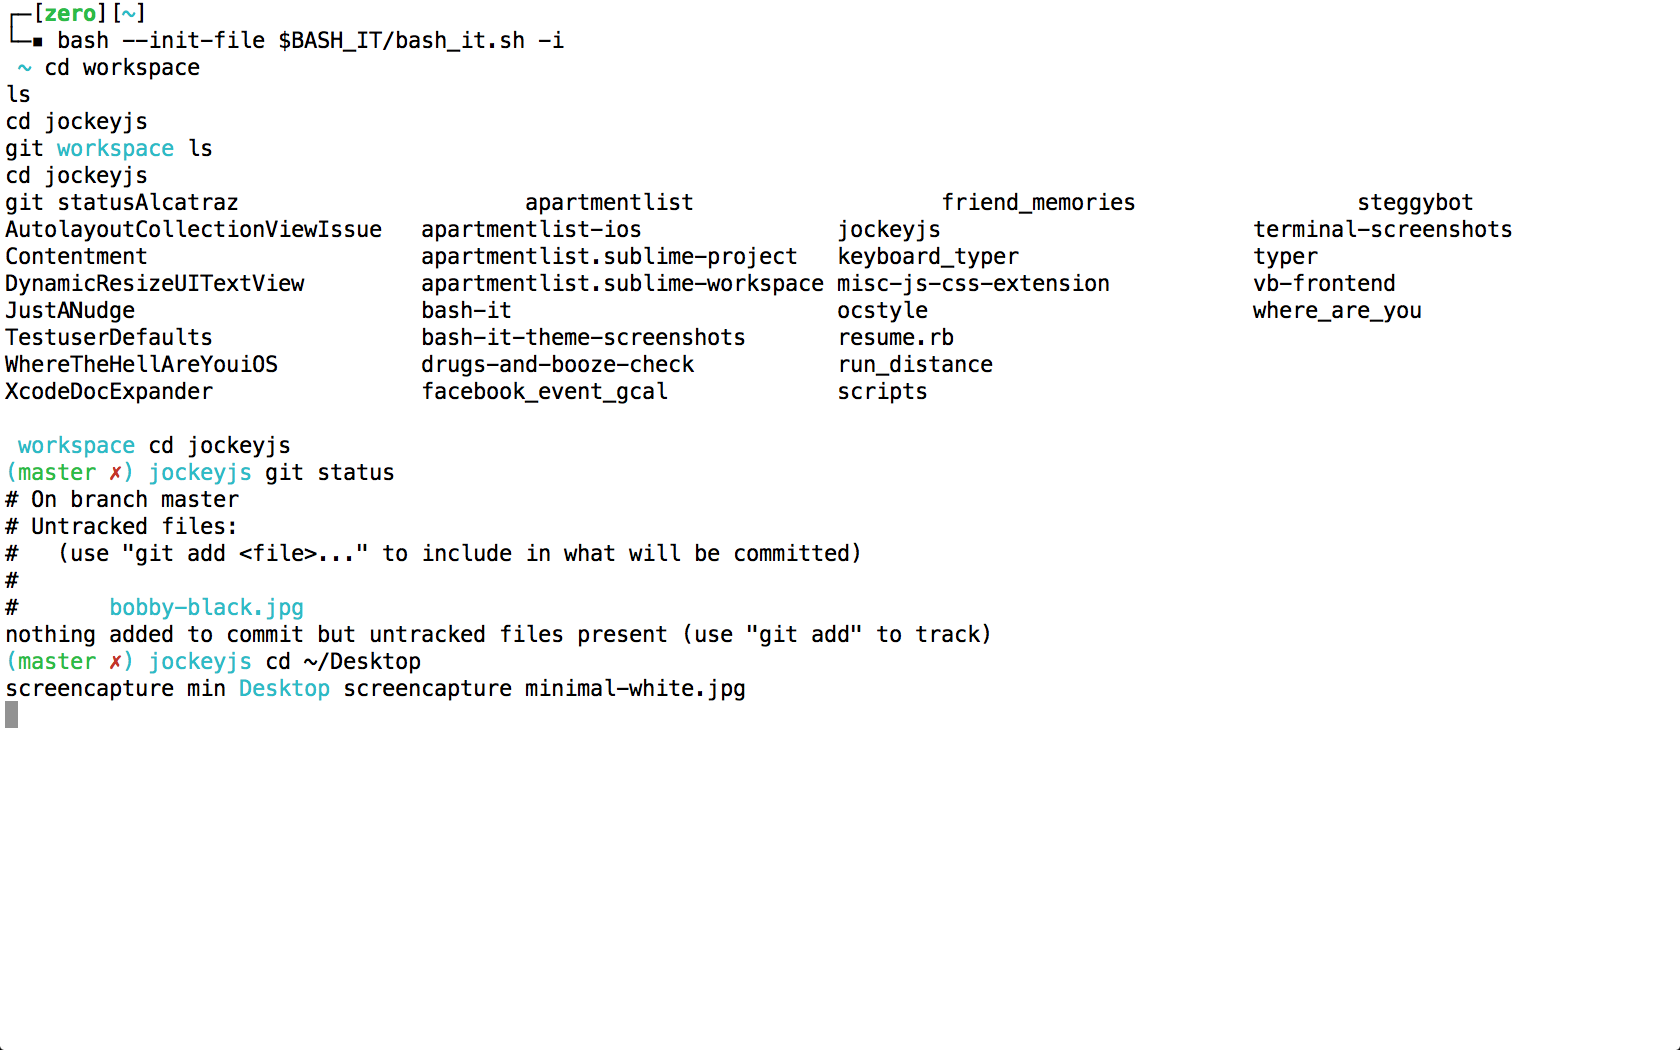 ┌─[zero][~]
└─▪ bash --init-file $BASH_IT/bash_it.sh -i
 ~ cd workspace
ls
cd jockeyjs
git workspace ls
cd jockeyjs
git statusAlcatraz                      apartmentlist                   friend_memories                 steggybot
AutolayoutCollectionViewIssue   apartmentlist-ios               jockeyjs                        terminal-screenshots
Contentment                     apartmentlist.sublime-project   keyboard_typer                  typer
DynamicResizeUITextView         apartmentlist.sublime-workspace misc-js-css-extension           vb-frontend
JustANudge                      bash-it                         ocstyle                         where_are_you
TestuserDefaults                bash-it-theme-screenshots       resume.rb
WhereTheHellAreYouiOS           drugs-and-booze-check           run_distance
XcodeDocExpander                facebook_event_gcal             scripts
 workspace cd jockeyjs
(master ✗) jockeyjs git status
# On branch master
# Untracked files:
#   (use "git add <file>..." to include in what will be committed)
#
#       bobby-black.jpg
nothing added to commit but untracked files present (use "git add" to track)
(master ✗) jockeyjs cd ~/Desktop
screencapture min Desktop screencapture minimal-white.jpg